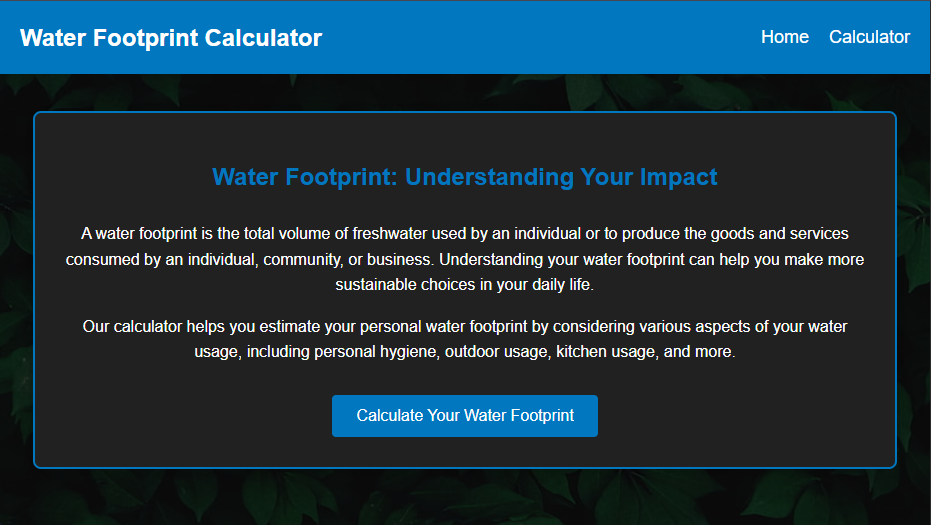 Water Footprint Calculator
Home
Calculator
Water Footprint: Understanding Your Impact
A water footprint is the total volume of freshwater used by an individual or to produce the goods and services
consumed by an individual, community, or business. Understanding your water footprint can help you make more
sustainable choices in your daily life.
Our calculator helps you estimate your personal water footprint by considering various aspects of your water
usage, including personal hygiene, outdoor usage, kitchen usage, and more.
Calculate Your Water Footprint